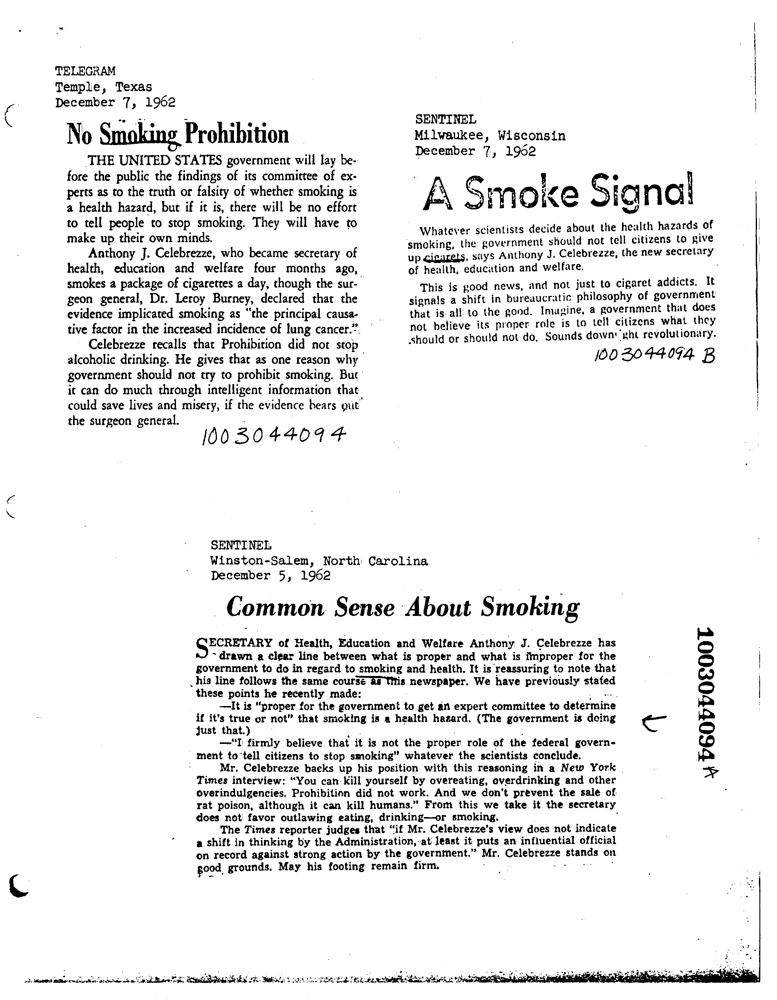 TELEGRAM
Temple, Texas
December 7, 1962
No Smoking Prohibition
THE UNITED STATES government will lay be-
fore the public the findings of its committee of ex-
perts as to the truth or falsity of whether smoking is
a health hazard, but if it is, there will be no effort
to tell people to stop smoking. They will have to
make up their own minds.
Anthony J. Celebrezze, who became secretary of
health, education and welfare four months ago,
smokes a package of cigarettes a day, though the sur-
geon general, Dr. Leroy Burney, declared that the
evidence implicated smoking as "the principal causa-
tive factor in the increased incidence of lung cancer."
Celebrezze recalls that Prohibition did not stop
alcoholic drinking. He gives that as one reason why
government should not try to prohibit smoking. But
it can do much through intelligent information that
could save lives and misery, if the evidence bears out
the surgeon general.
1003044094
SENTINEL
Milwaukee, Wisconsin
December 7, 1962
A Smoke Signal
Whatever scientists decide about the health hazards of
smoking, the government should not tell citizens to give
up cigarets, says Anthony J. Celebrezze, the new secretary
of health, education and welfare.
This is good news, and not just to cigaret addicts. It
signals a shift in bureaucratic philosophy of government
that is all to the good. Imagine, a government that does
not believe its proper role is to tell citizens what they
should or should not do. Sounds downright revolutionary.
1003044094 B
SENTINEL
Winston-Salem, North Carolina
December 5, 1962
Common Sense About Smoking
SECRETARY of Health, Education and Welfare Anthony J. Celebrezze has
drawn a clear line between what is proper and what is improper for the
government to do in regard to smoking and health. It is reassuring to note that
his line follows the same course as this newspaper. We have previously stated
these points he recently made:
—It is "proper for the government to get an expert committee to determine
if it's true or not" that smoking is a health hazard. (The government is doing
just that.)
—"I firmly believe that it is not the proper role of the federal govern-
ment to tell citizens to stop smoking" whatever the scientists conclude.
Mr. Celebrezze backs up his position with this reasoning in a New York
Times interview: "You can kill yourself by overeating, overdrinking and other
overindulgencies. Prohibition did not work. And we don't prevent the sale of
rat poison, although it can kill humans." From this we take it the secretary
does not favor outlawing eating, drinking—or smoking.
The Times reporter judges that "if Mr. Celebrezze's view does not indicate
a shift in thinking by the Administration, at least it puts an influential official
on record against strong action by the government." Mr. Celebrezze stands on
good grounds. May his footing remain firm.
1003044094 A